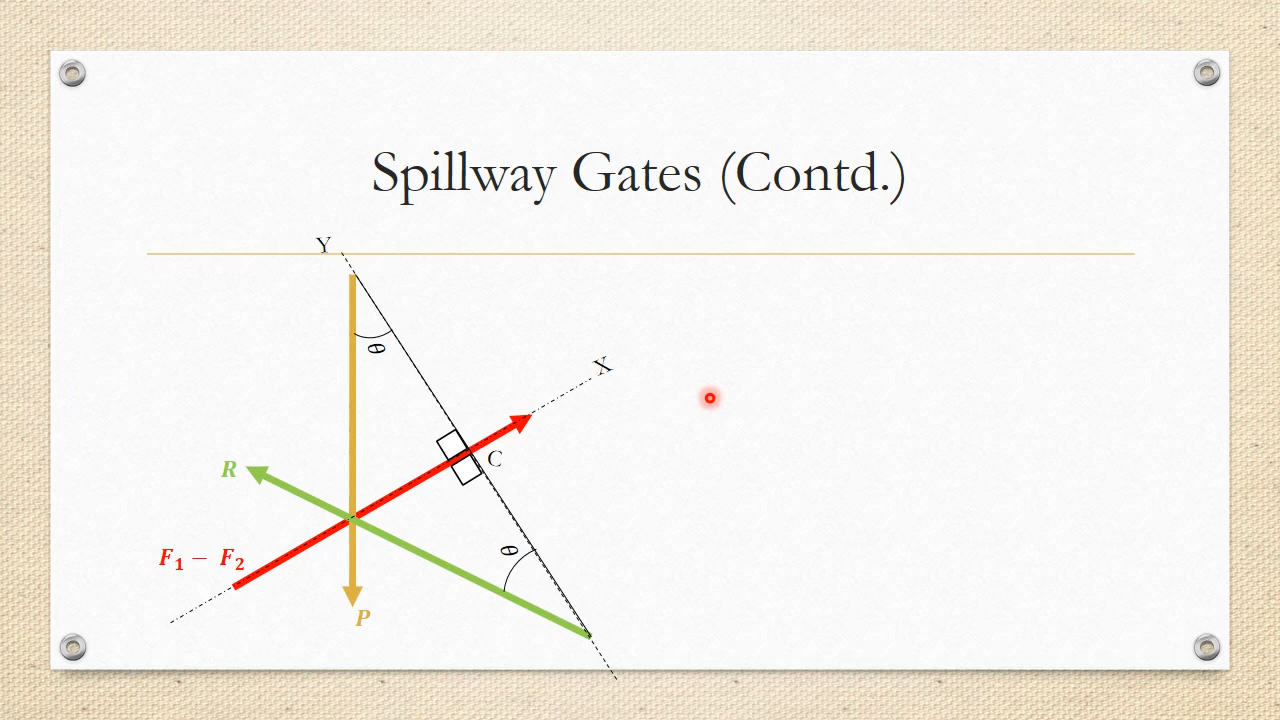 Spillway Gates (Contd.)
Y
θ
X
C
R
θ
F₁ − F₂
P